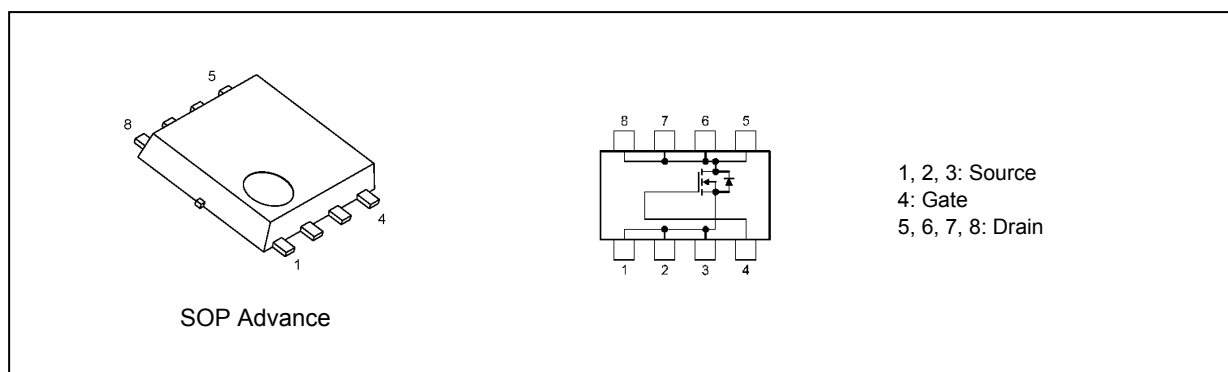 5
8
4
1
SOP Advance
8 7 6 5
1 2 3 4
1, 2, 3: Source
4: Gate
5, 6, 7, 8: Drain